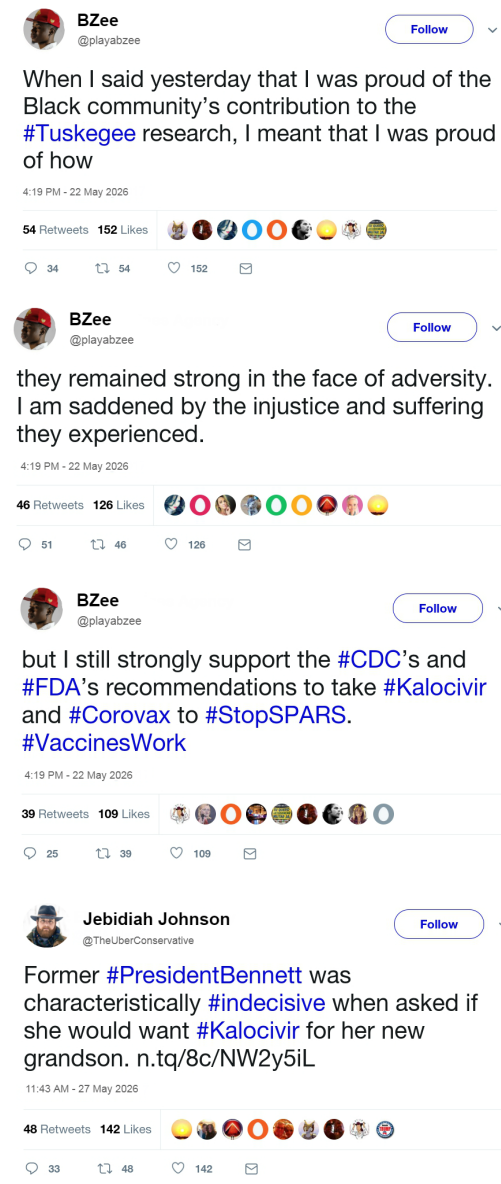 BZee
Follow
@playabzee
When I said yesterday that I was proud of the
Black community’s contribution to the
#Tuskegee research, I meant that I was proud
of how
4:19 PM - 22 May 2026
54 Retweets 152 Likes
34 54 152
BZee
Follow
@playabzee
they remained strong in the face of adversity.
I am saddened by the injustice and suffering
they experienced.
4:19 PM - 22 May 2026
46 Retweets 126 Likes
51 46 126
BZee
Follow
@playabzee
but I still strongly support the #CDC’s and
#FDA’s recommendations to take #Kalocivir
and #Corovax to #StopSPARS.
#VaccinesWork
4:19 PM - 22 May 2026
39 Retweets 109 Likes
25 39 109
Jebidiah Johnson
Follow
@TheUberConservative
Former #PresidentBennett was
characteristically #indecisive when asked if
she would want #Kalocivir for her new
grandson. n.tq/8c/NW2y5iL
11:43 AM - 27 May 2026
48 Retweets 142 Likes
33 48 142